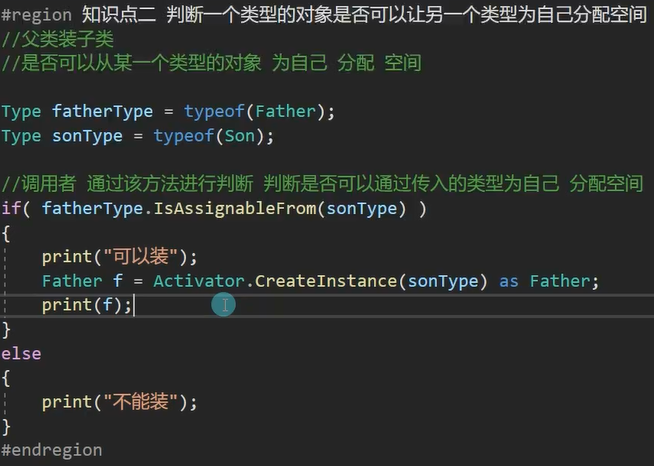 #region 知识点二 判断一个类型的对象是否可以让另一个类型为自己分配空间
//父类装子类
//是否可以从某一个类型的对象 为自己 分配 空间
Type fatherType = typeof(Father);
Type sonType = typeof(Son);
//调用者 通过该方法进行判断 判断是否可以通过传入的类型为自己 分配空间
if( fatherType.IsAssignableFrom(sonType) )
{
print("可以装");
Father f = Activator.CreateInstance(sonType) as Father;
print(f);
}
else
{
print("不能装");
}
#endregion